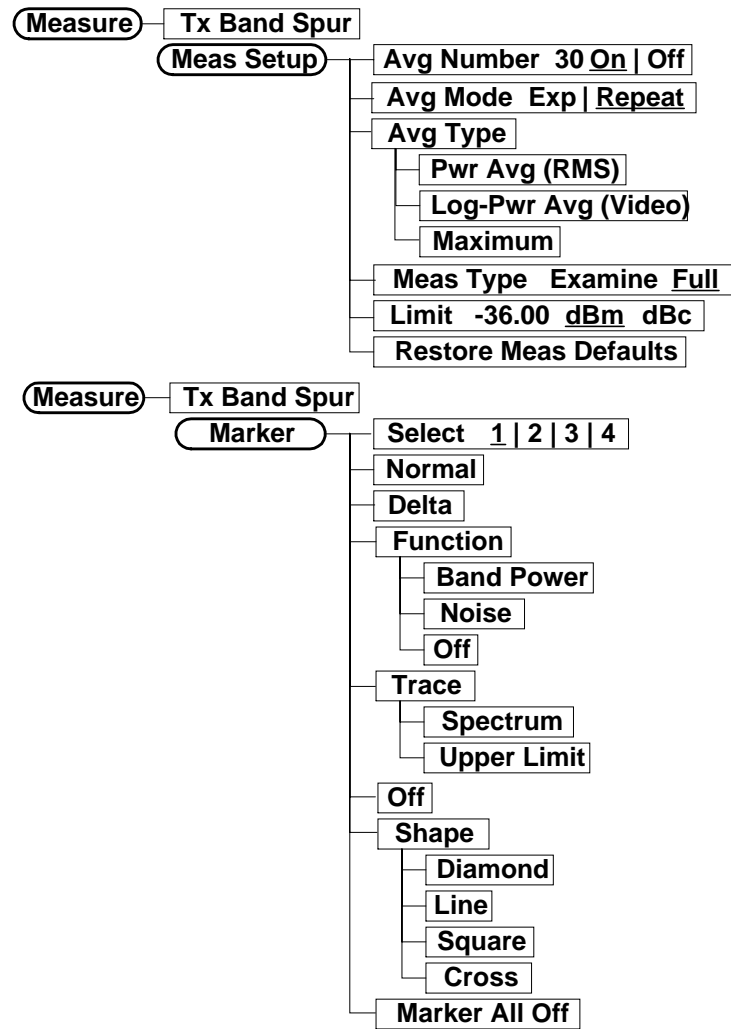 Measure Tx Band Spur
Meas Setup Avg Number 30 On | Off
Avg Mode Exp | Repeat
Avg Type
Pwr Avg (RMS)
Log-Pwr Avg (Video)
Maximum
Meas Type Examine Full
Limit -36.00 dBm dBc
Restore Meas Defaults
Measure Tx Band Spur
Marker Select 1 | 2 | 3 | 4
Normal
Delta
Function
Band Power
Noise
Off
Trace
Spectrum
Upper Limit
Off
Shape
Diamond
Line
Square
Cross
Marker All Off